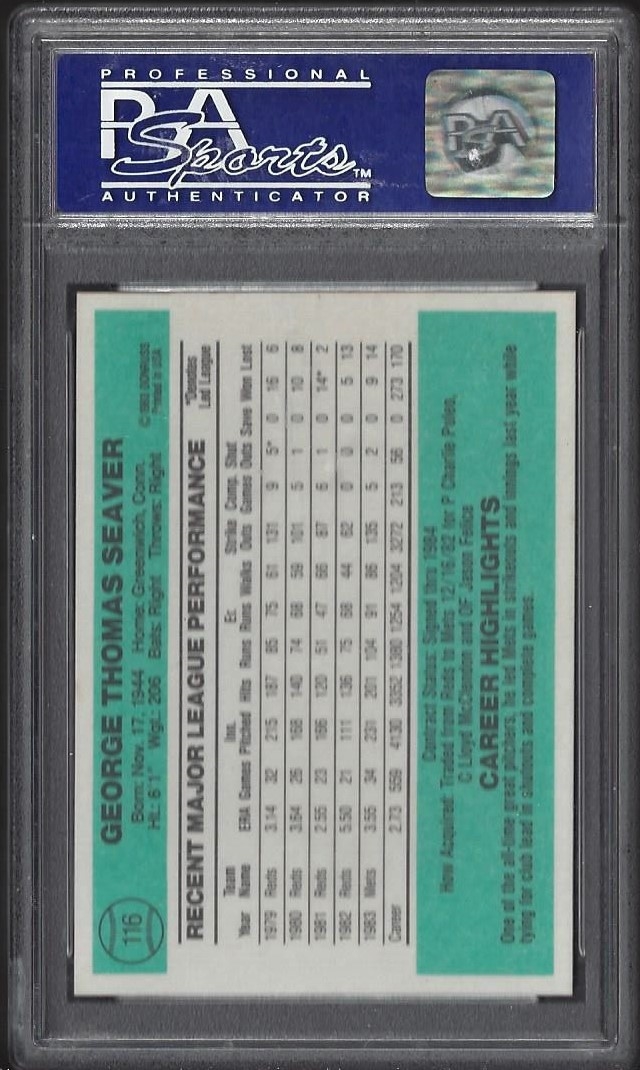 PROFESSIONAL
PSA
Sports™
AUTHENTICATOR
PSA
116
GEORGE THOMAS SEAVER
Born: Nov. 17, 1944 Home: Greenwich, Conn.
Ht.: 6'1" Wgt.: 206 Bats: Right Throws: Right
© 1983 DONRUSS
Printed in USA
RECENT MAJOR LEAGUE PERFORMANCE
*Denotes
Led League
Year Team Name ERA Games Inn. Pitched Hits Runs Er. Runs Walks Strike Outs Comp. Games Shut Outs Save Won Lost
1979 Reds 3.14 32 215 187 85 75 61 131 9 5* 0 16 6
1980 Reds 3.64 26 168 140 74 68 59 101 5 1 0 10 8
1981 Reds 2.55 23 166 120 51 47 66 87 6 1 0 14* 2
1982 Reds 5.50 21 111 136 75 68 44 62 0 0 0 5 13
1983 Mets 3.55 34 231 201 104 91 86 135 5 2 0 9 14
Career 2.73 559 4130 3352 1380 1254 1204 3272 213 56 0 273 170
Contract Status: Signed thru 1984
How Acquired: Traded from Reds to Mets 12/16/82 for P Charlie Puleo,
C Lloyd McClendon and OF Jason Felice
CAREER HIGHLIGHTS
One of the all-time great pitchers, he led Mets in strikeouts and innings last year while
tying for club lead in shutouts and complete games.